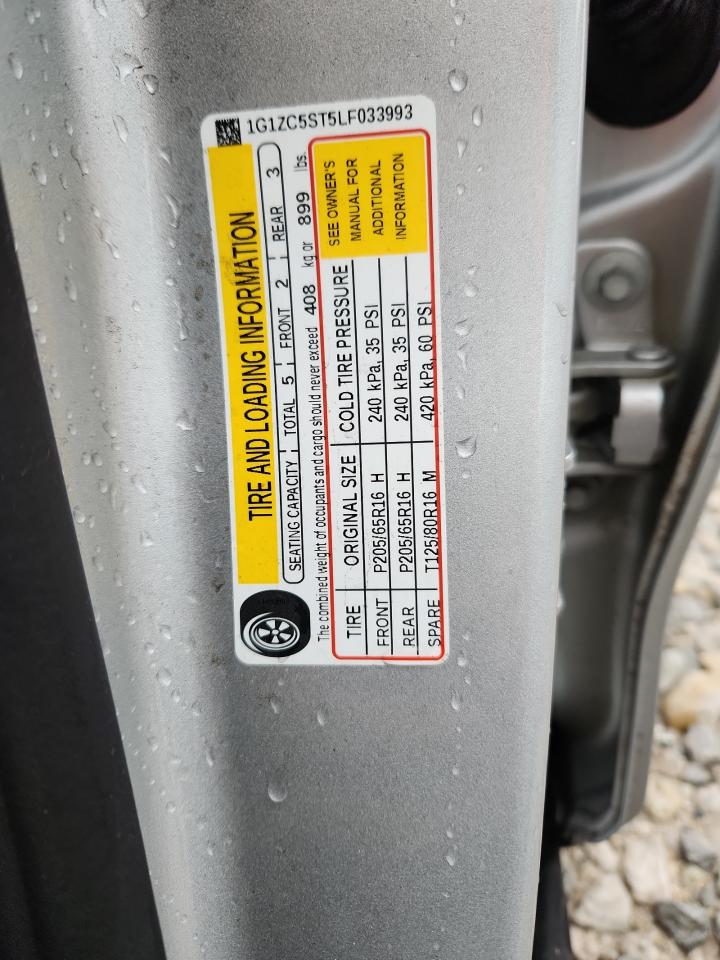 1G1ZC5ST5LF033993
TIRE AND LOADING INFORMATION
SEATING CAPACITY TOTAL 5 FRONT 2 REAR 3
The combined weight of occupants and cargo should never exceed 408 kg or 899 lbs.
TIRE ORIGINAL SIZE COLD TIRE PRESSURE
FRONT P205/65R16 H 240 kPa, 35 PSI
REAR P205/65R16 H 240 kPa, 35 PSI
SPARE T125/80R16 M 420 kPa, 60 PSI
SEE OWNER'S
MANUAL FOR
ADDITIONAL
INFORMATION